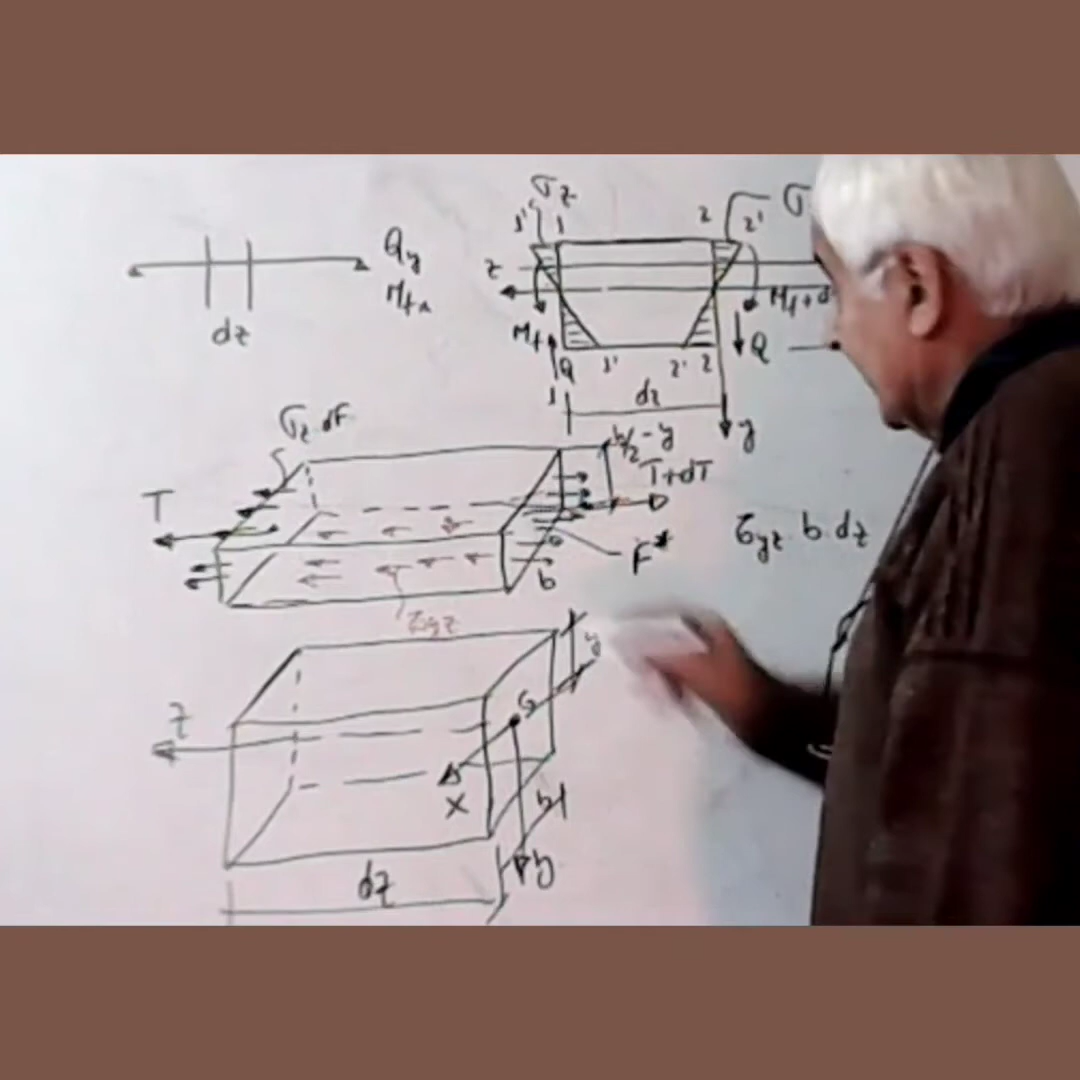 σz
1' 1
2 2'
σ
Qy
z
Mf+d
Mfx
dz
Mf
Q
Q
1' 2' 2
1
dz
y
σz dF
h/2-y
T+dT
T
τyz b dz
F*
b
τyz
y
z
G
x
b
dz
y